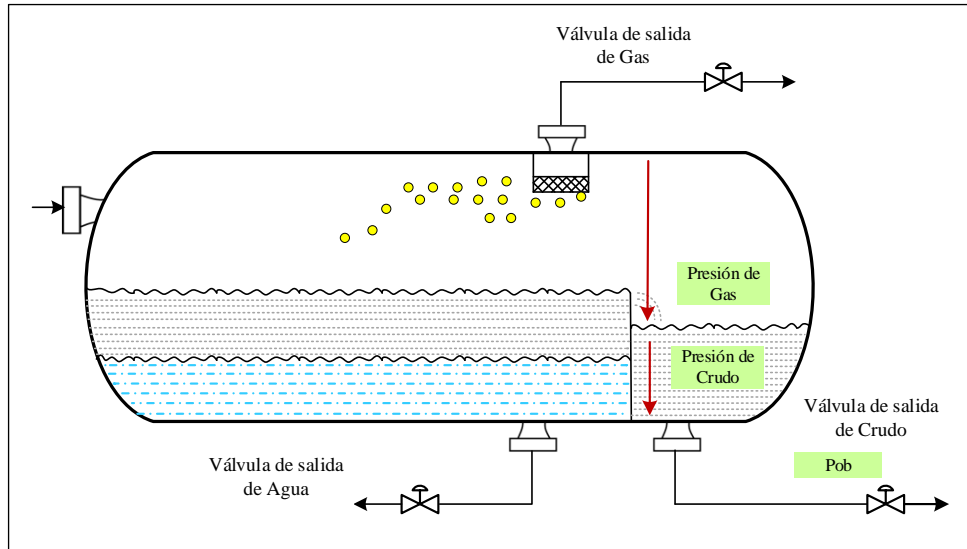 Válvula de salida
de Gas
Presión de
Gas
Presión de
Crudo
Válvula de salida
de Crudo
Pob
Válvula de salida
de Agua